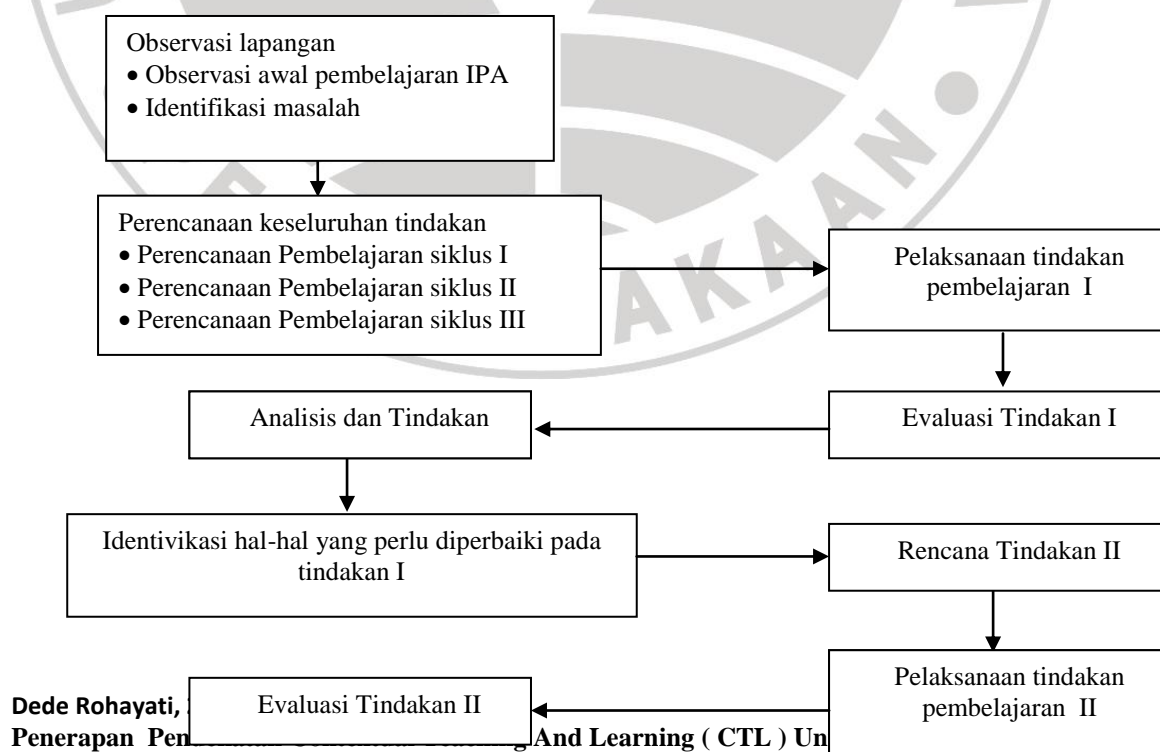 Observasi lapangan
• Observasi awal pembelajaran IPA
• Identifikasi masalah
Perencanaan keseluruhan tindakan
• Perencanaan Pembelajaran siklus I
• Perencanaan Pembelajaran siklus II
• Perencanaan Pembelajaran siklus III
Pelaksanaan tindakan
pembelajaran I
Analisis dan Tindakan
Evaluasi Tindakan I
Identivikasi hal-hal yang perlu diperbaiki pada
tindakan I
Rencana Tindakan II
Pelaksanaan tindakan
pembelajaran II
Evaluasi Tindakan II
Dede Rohayati,
Penerapan And Learning ( CTL ) Un
AKAAN